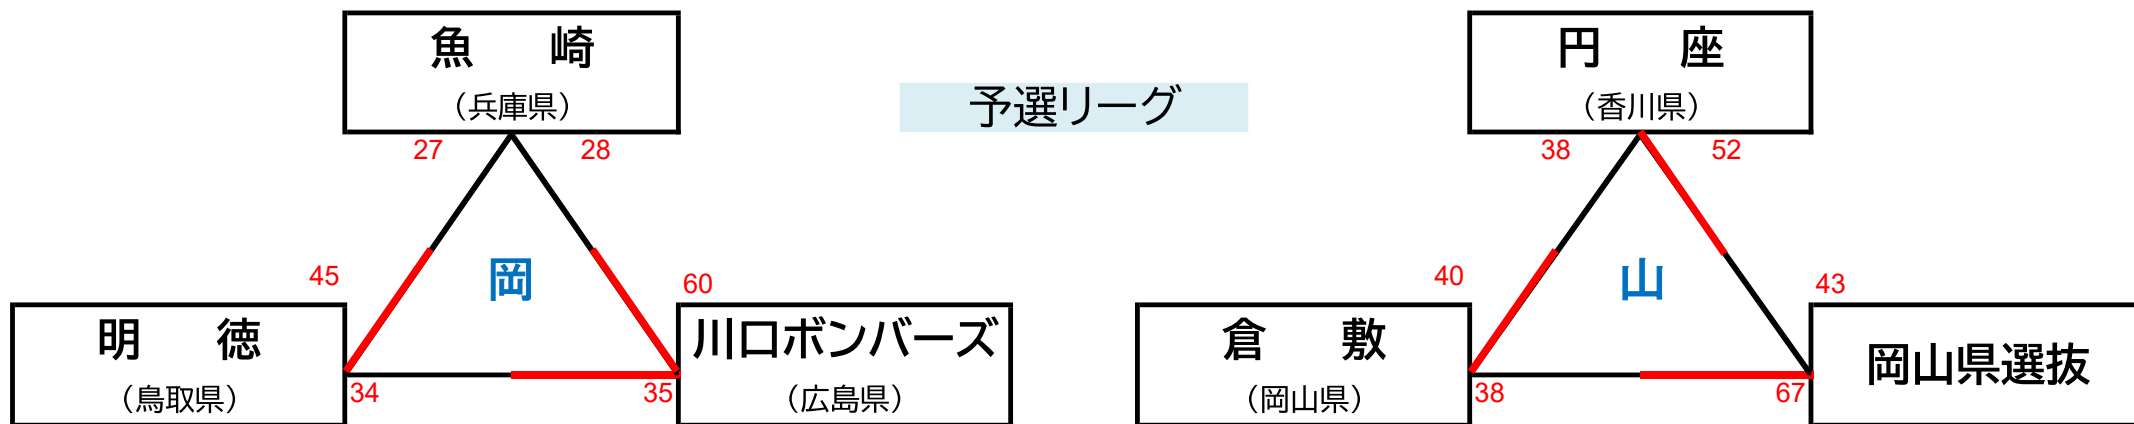 魚　崎
（兵庫県）
27 28
岡
45
60
明　徳
（鳥取県）
34 35
川口ボンバーズ
（広島県）
予選リーグ
円　座
（香川県）
38 52
山
40
43
倉　敷
（岡山県）
38 67
岡山県選抜